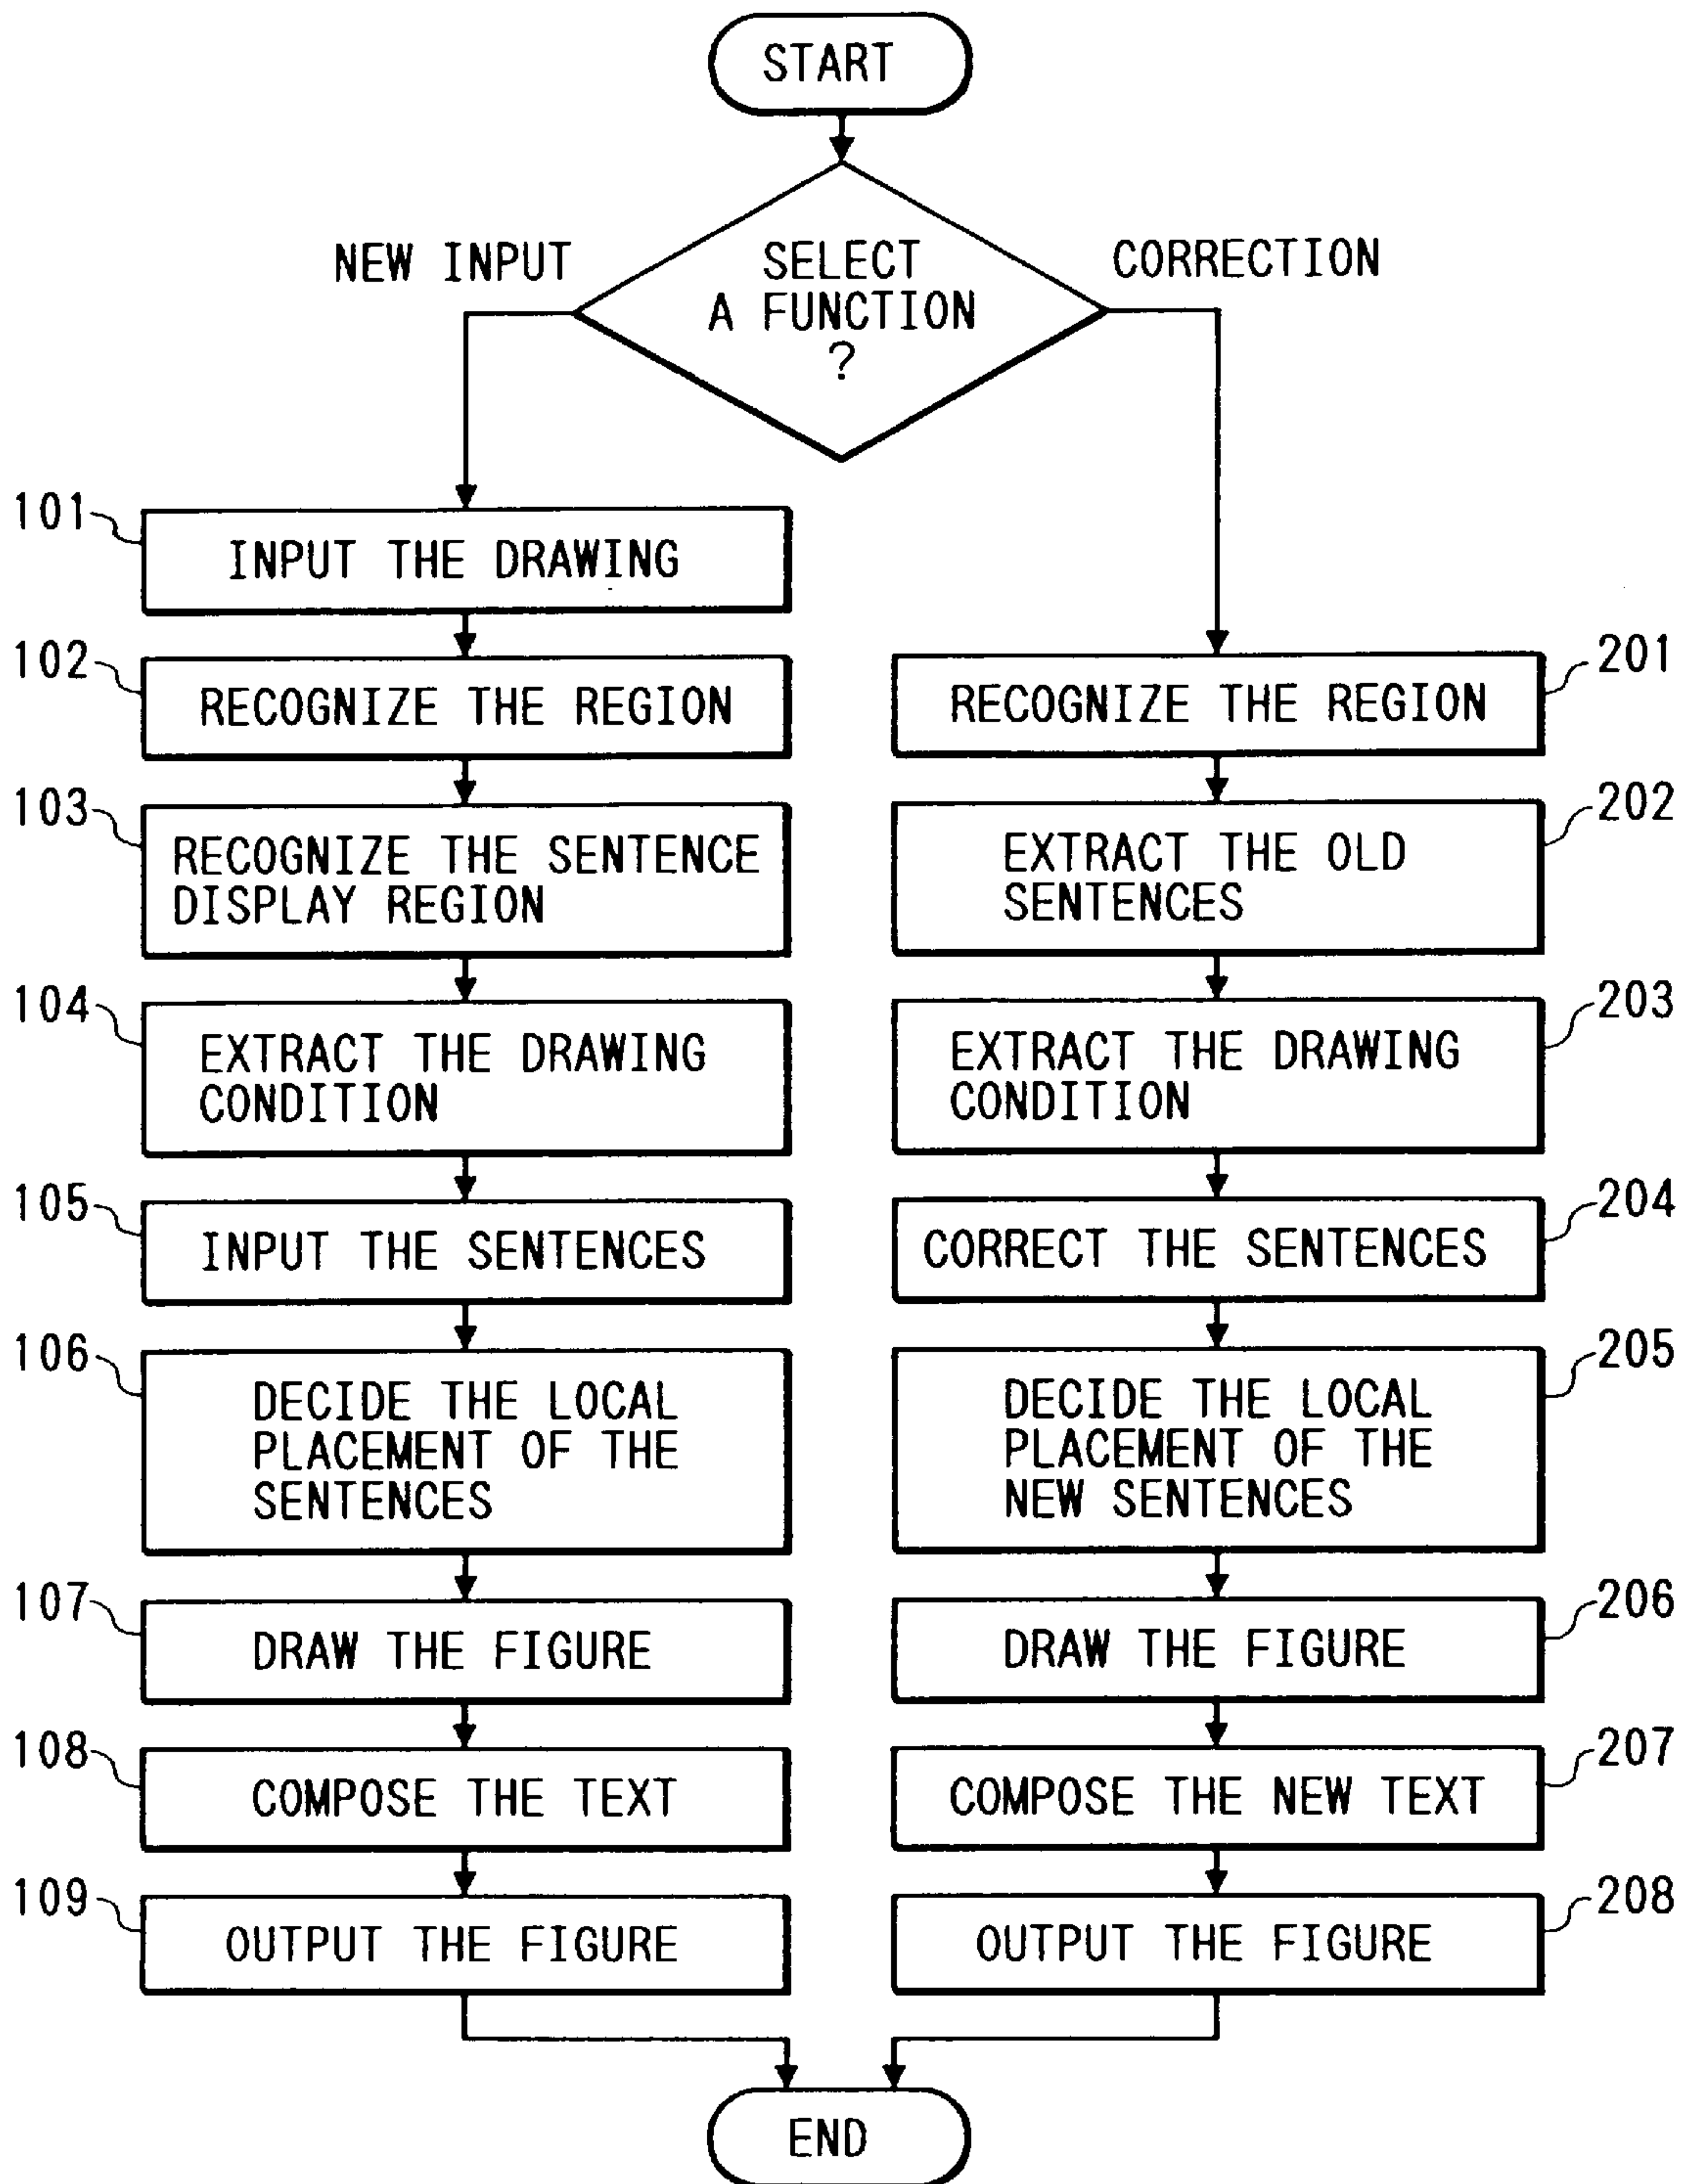 START
SELECT
A FUNCTION
?
NEW INPUT
CORRECTION
101
INPUT THE DRAWING
102
RECOGNIZE THE REGION
103
RECOGNIZE THE SENTENCE
DISPLAY REGION
104
EXTRACT THE DRAWING
CONDITION
105
INPUT THE SENTENCES
106
DECIDE THE LOCAL
PLACEMENT OF THE
SENTENCES
107
DRAW THE FIGURE
108
COMPOSE THE TEXT
109
OUTPUT THE FIGURE
201
RECOGNIZE THE REGION
202
EXTRACT THE OLD
SENTENCES
203
EXTRACT THE DRAWING
CONDITION
204
CORRECT THE SENTENCES
205
DECIDE THE LOCAL
PLACEMENT OF THE
NEW SENTENCES
206
DRAW THE FIGURE
207
COMPOSE THE NEW TEXT
208
OUTPUT THE FIGURE
END